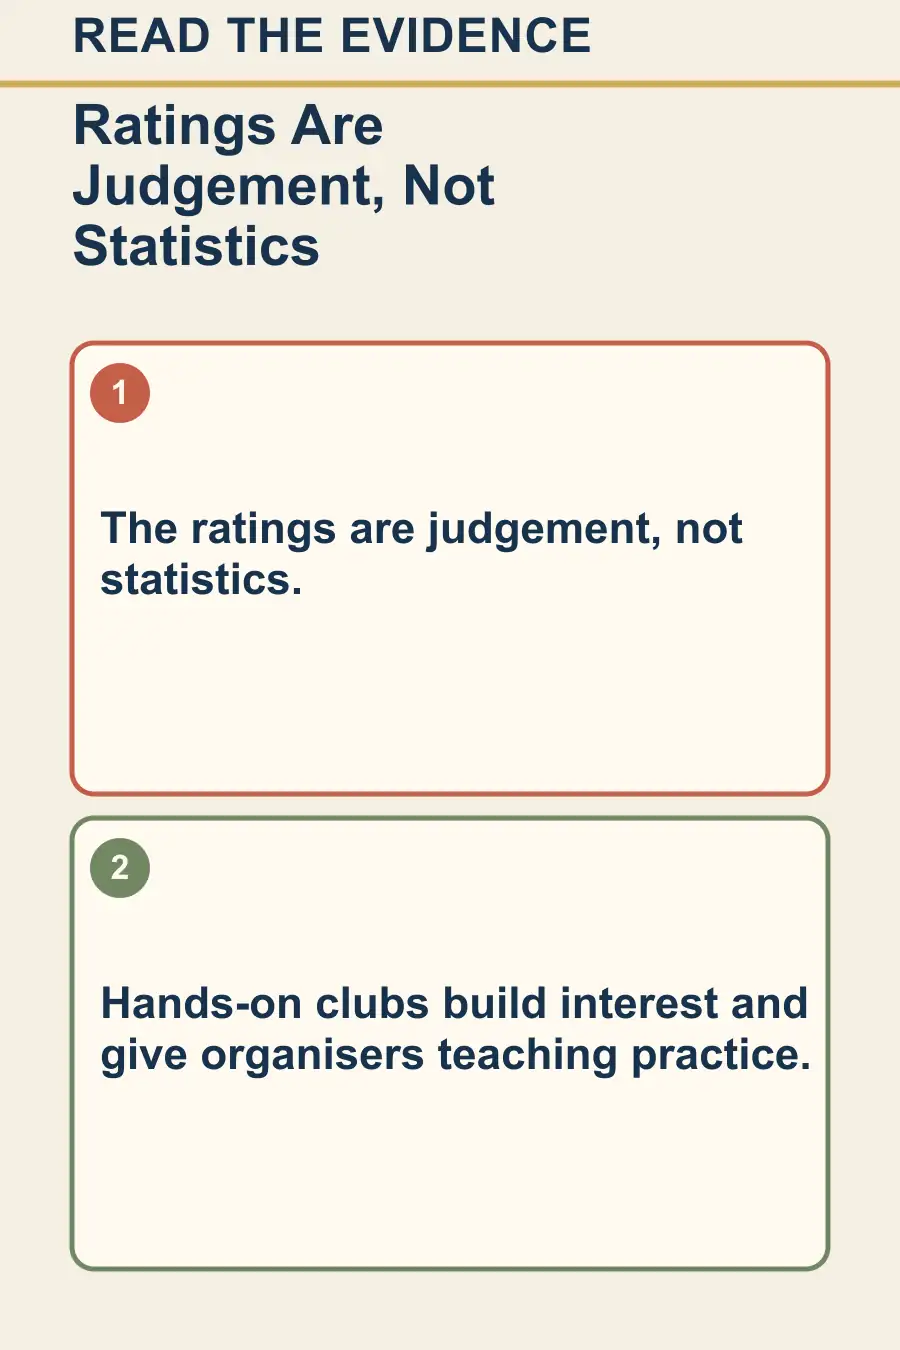 READ THE EVIDENCE
Ratings Are
Judgement, Not
Statistics
1
The ratings are judgement, not
statistics.
2
Hands-on clubs build interest and
give organisers teaching practice.